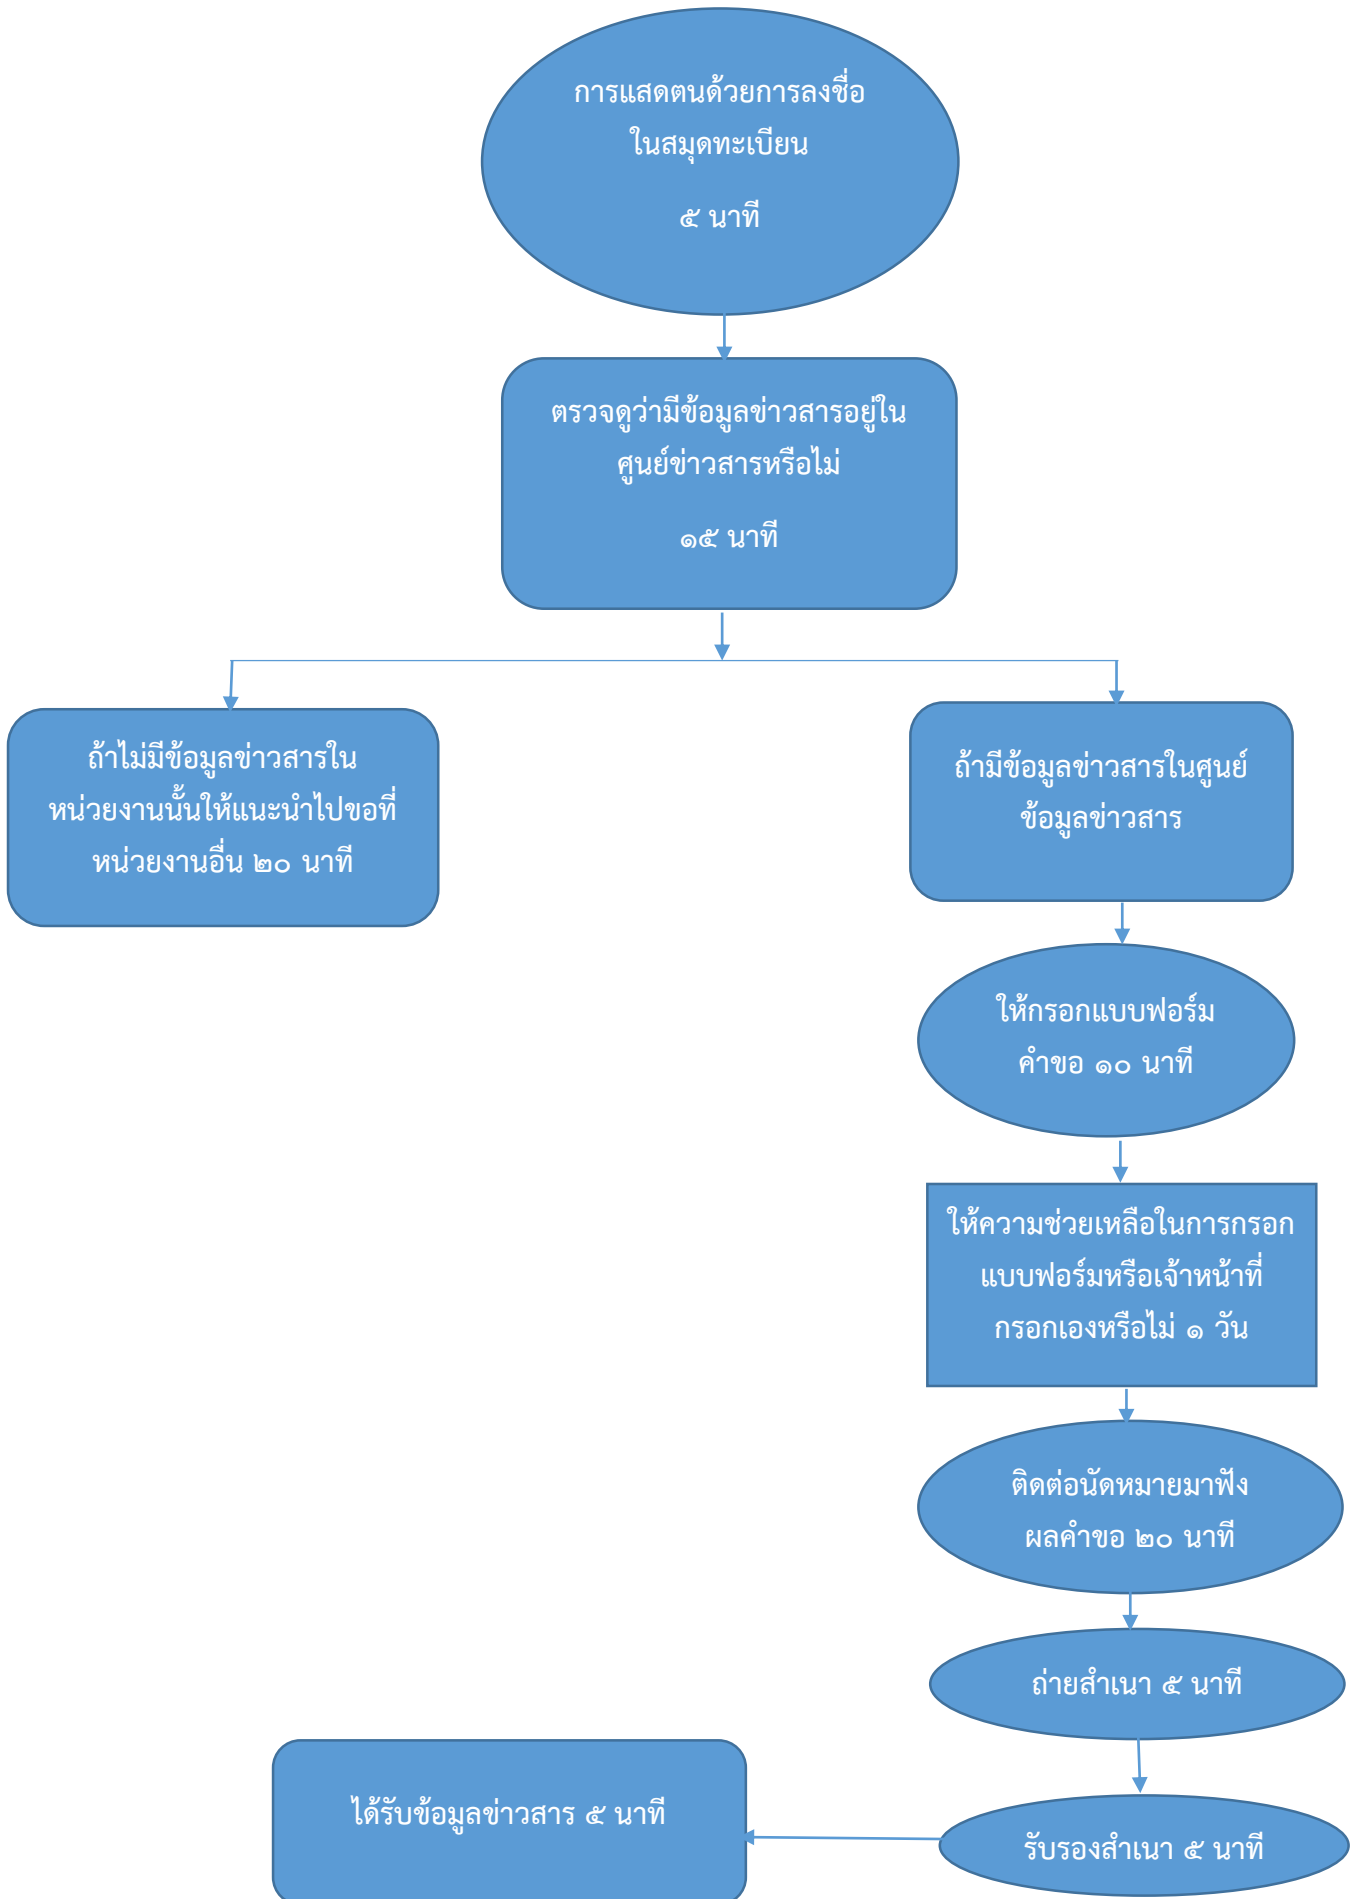 การแสดตนด้วยการลงชื่อ
ในสมุดทะเบียน
๕ นาที
ตรวจดูว่ามีข้อมูลข่าวสารอยู่ใน
ศูนย์ข่าวสารหรือไม่
๑๕ นาที
ถ้าไม่มีข้อมูลข่าวสารใน
หน่วยงานนั้นให้แนะนำไปขอที่
หน่วยงานอื่น ๒๐ นาที
ถ้ามีข้อมูลข่าวสารในศูนย์
ข้อมูลข่าวสาร
ให้กรอกแบบฟอร์ม
คำขอ ๑๐ นาที
ให้ความช่วยเหลือในการกรอก
แบบฟอร์มหรือเจ้าหน้าที่
กรอกเองหรือไม่ ๑ วัน
ติดต่อนัดหมายมาฟัง
ผลคำขอ ๒๐ นาที
ถ่ายสำเนา ๕ นาที
รับรองสำเนา ๕ นาที
ได้รับข้อมูลข่าวสาร ๕ นาที